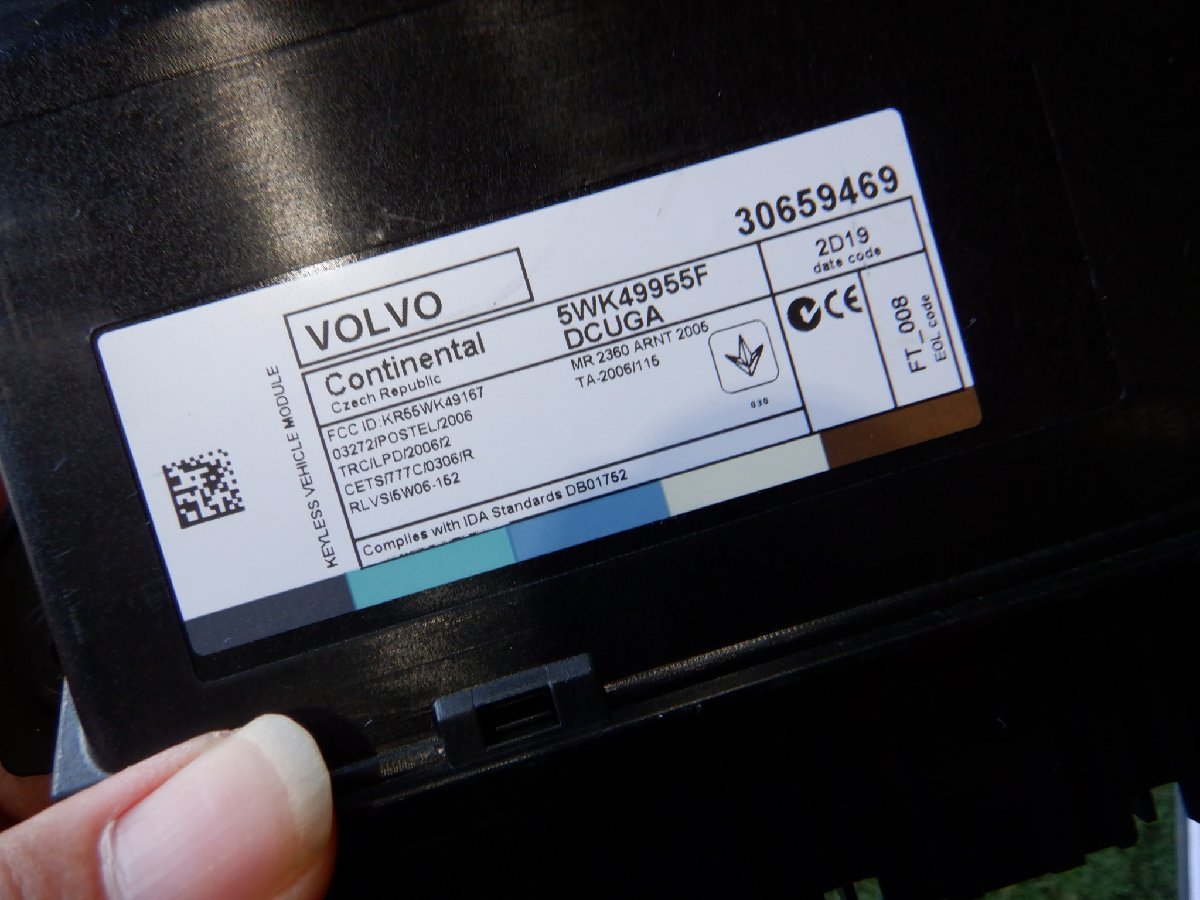 30659469
VOLVO
2D19
date code
Continental
Czech Republic
5WK49955F
DCUGA
CE
FT_008
EOL code
KEYLESS VEHICLE MODULE
FCC ID:KR55WK49167
03272/POSTEL/2006
TRC/LPD/2006/2
CETS/777C/0306/R
RLVSI5W06-152
MR 2360 ARNT 2006
TA-2006/115
030
Complies with IDA Standards DB01752